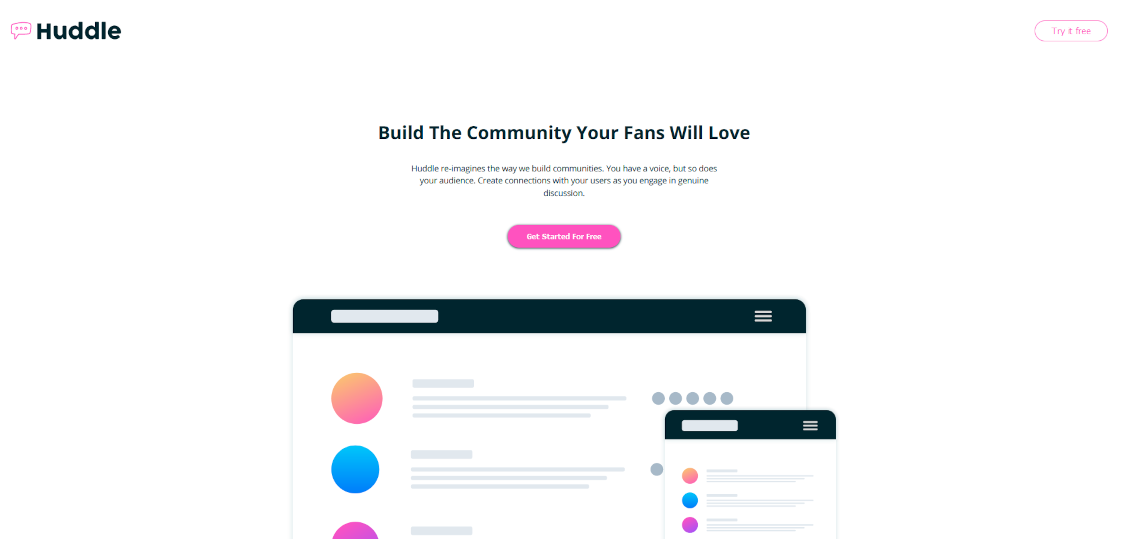 Huddle
Try it free
Build The Community Your Fans Will Love
Huddle re-imagines the way we build communities. You have a voice, but so does
your audience. Create connections with your users as you engage in genuine
discussion.
Get Started For Free